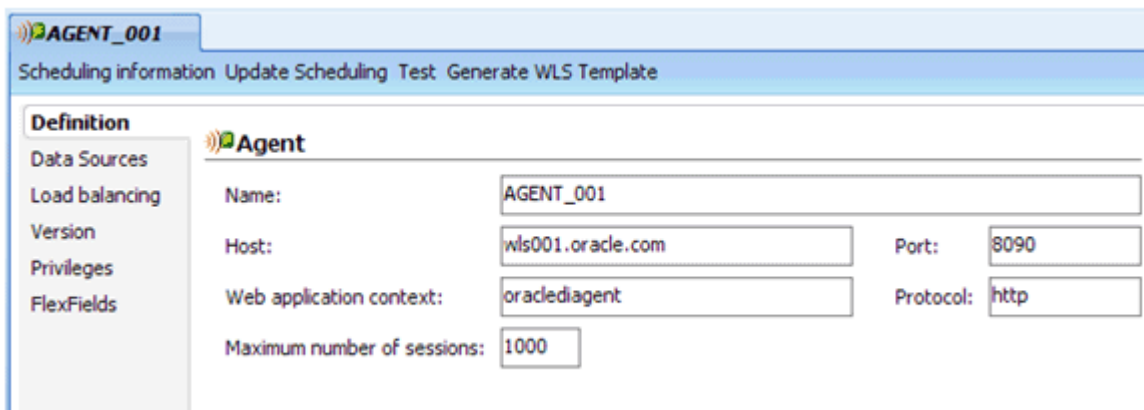 AGENT_001
Scheduling information Update Scheduling Test Generate WLS Template
Definition
Data Sources
Load balancing
Version
Privileges
FlexFields
Agent
Name: AGENT_001
Host: wls001.oracle.com Port: 8090
Web application context: oraclediagent Protocol: http
Maximum number of sessions: 1000